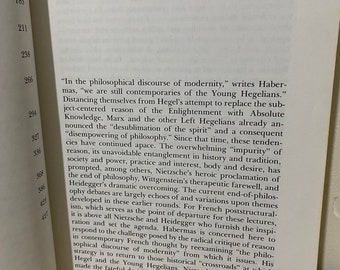 165
211
236
266
294
327
"In the philosophical discourse of modernity," writes Haber-
mas, "we are still contemporaries of the Young Hegelians."
Distancing themselves from Hegel's attempt to replace the sub-
ject-centered reason of the Enlightenment with Absolute
Knowledge, Marx and the other Left Hegelians already an-
nounced the "desublimation of the spirit" and a consequent
"disempowering of philosophy." Since that time, these tenden-
cies have continued apace. The overwhelming "impurity" of
reason, its unavoidable entanglement in history and tradition,
society and power, practice and interest, body and desire, has
prompted, among others, Nietzsche's heroic proclamation of
the end of philosophy, Wittgenstein's therapeutic farewell, and
Heidegger's dramatic overcoming. The current end-of-philos-
ophy debates are largely echoes of and variations upon themes
developed in these earlier rounds. For French poststructural-
ism, which serves as the point of departure for these lectures,
it is above all Nietzsche and Heidegger who furnish the inspi-
ration and set the agenda. Habermas is concerned here to
respond to the challenge posed by the radical critique of reason
in contemporary French thought by reexamining "the philo-
sophical discourse of modernity" from which it issues. His
strategy is to return to those historical "crossroads" at which
Hegel and the Young Hegelians, Nietzsche
made the fateful